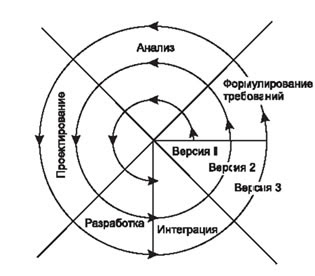 Анализ
Формулирование
требований
Проектирование
Версия 1
Версия 2
Версия 3
Разработка
Интеграция